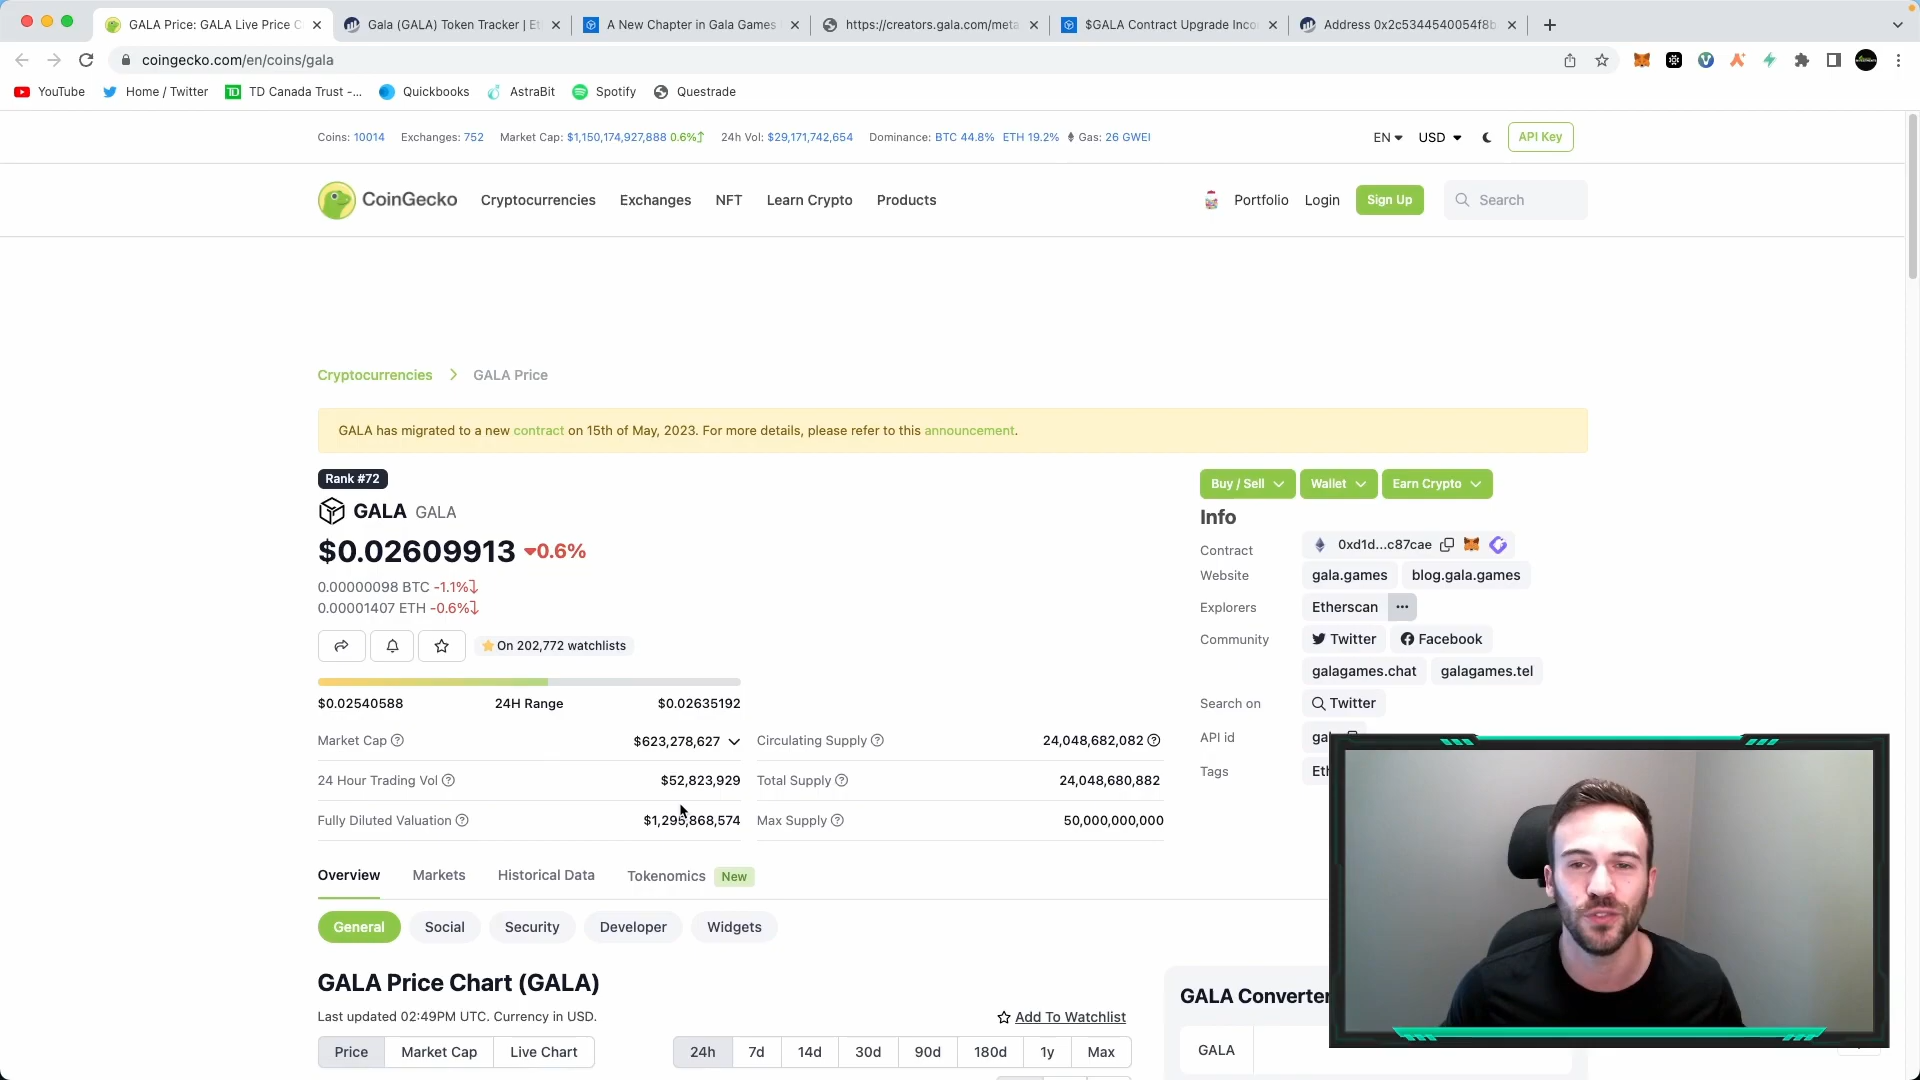 GALA Price: GALA Live Price C
Gala (GALA) Token Tracker | Et
A New Chapter in Gala Games
https://creators.gala.com/meta
$GALA Contract Upgrade Inco
Address 0x2c5344540054f8b
coingecko.com/en/coins/gala
YouTube
Home / Twitter
TD
TD Canada Trust -...
Quickbooks
AstraBit
Spotify
Questrade
Coins: 10014 Exchanges: 752 Market Cap: $1,150,174,927,888 0.6% 24h Vol: $29,171,742,654 Dominance: BTC 44.8% ETH 19.2% Gas: 26 GWEI
EN USD API Key
CoinGecko Cryptocurrencies Exchanges NFT Learn Crypto Products
Portfolio Login Sign Up Search
Cryptocurrencies > GALA Price
GALA has migrated to a new contract on 15th of May, 2023. For more details, please refer to this announcement.
Rank #72
GALA GALA
$0.02609913 0.6%
0.00000098 BTC -1.1%
0.00001407 ETH -0.6%
On 202,772 watchlists
$0.02540588 24H Range $0.02635192
Market Cap $623,278,627
24 Hour Trading Vol $52,823,929
Fully Diluted Valuation $1,295,868,574
Circulating Supply 24,048,682,082
Total Supply 24,048,680,882
Max Supply 50,000,000,000
Buy / Sell Wallet Earn Crypto
Info
Contract 0xd1d...c87cae
Website gala.games blog.gala.games
Explorers Etherscan ...
Community Twitter Facebook
galagames.chat galagames.tel
Search on Twitter
API id
Tags
Overview Markets Historical Data Tokenomics New
General Social Security Developer Widgets
GALA Price Chart (GALA)
Last updated 02:49PM UTC. Currency in USD.
Add To Watchlist
Price Market Cap Live Chart
24h 7d 14d 30d 90d 180d 1y Max
GALA Converter
GALA